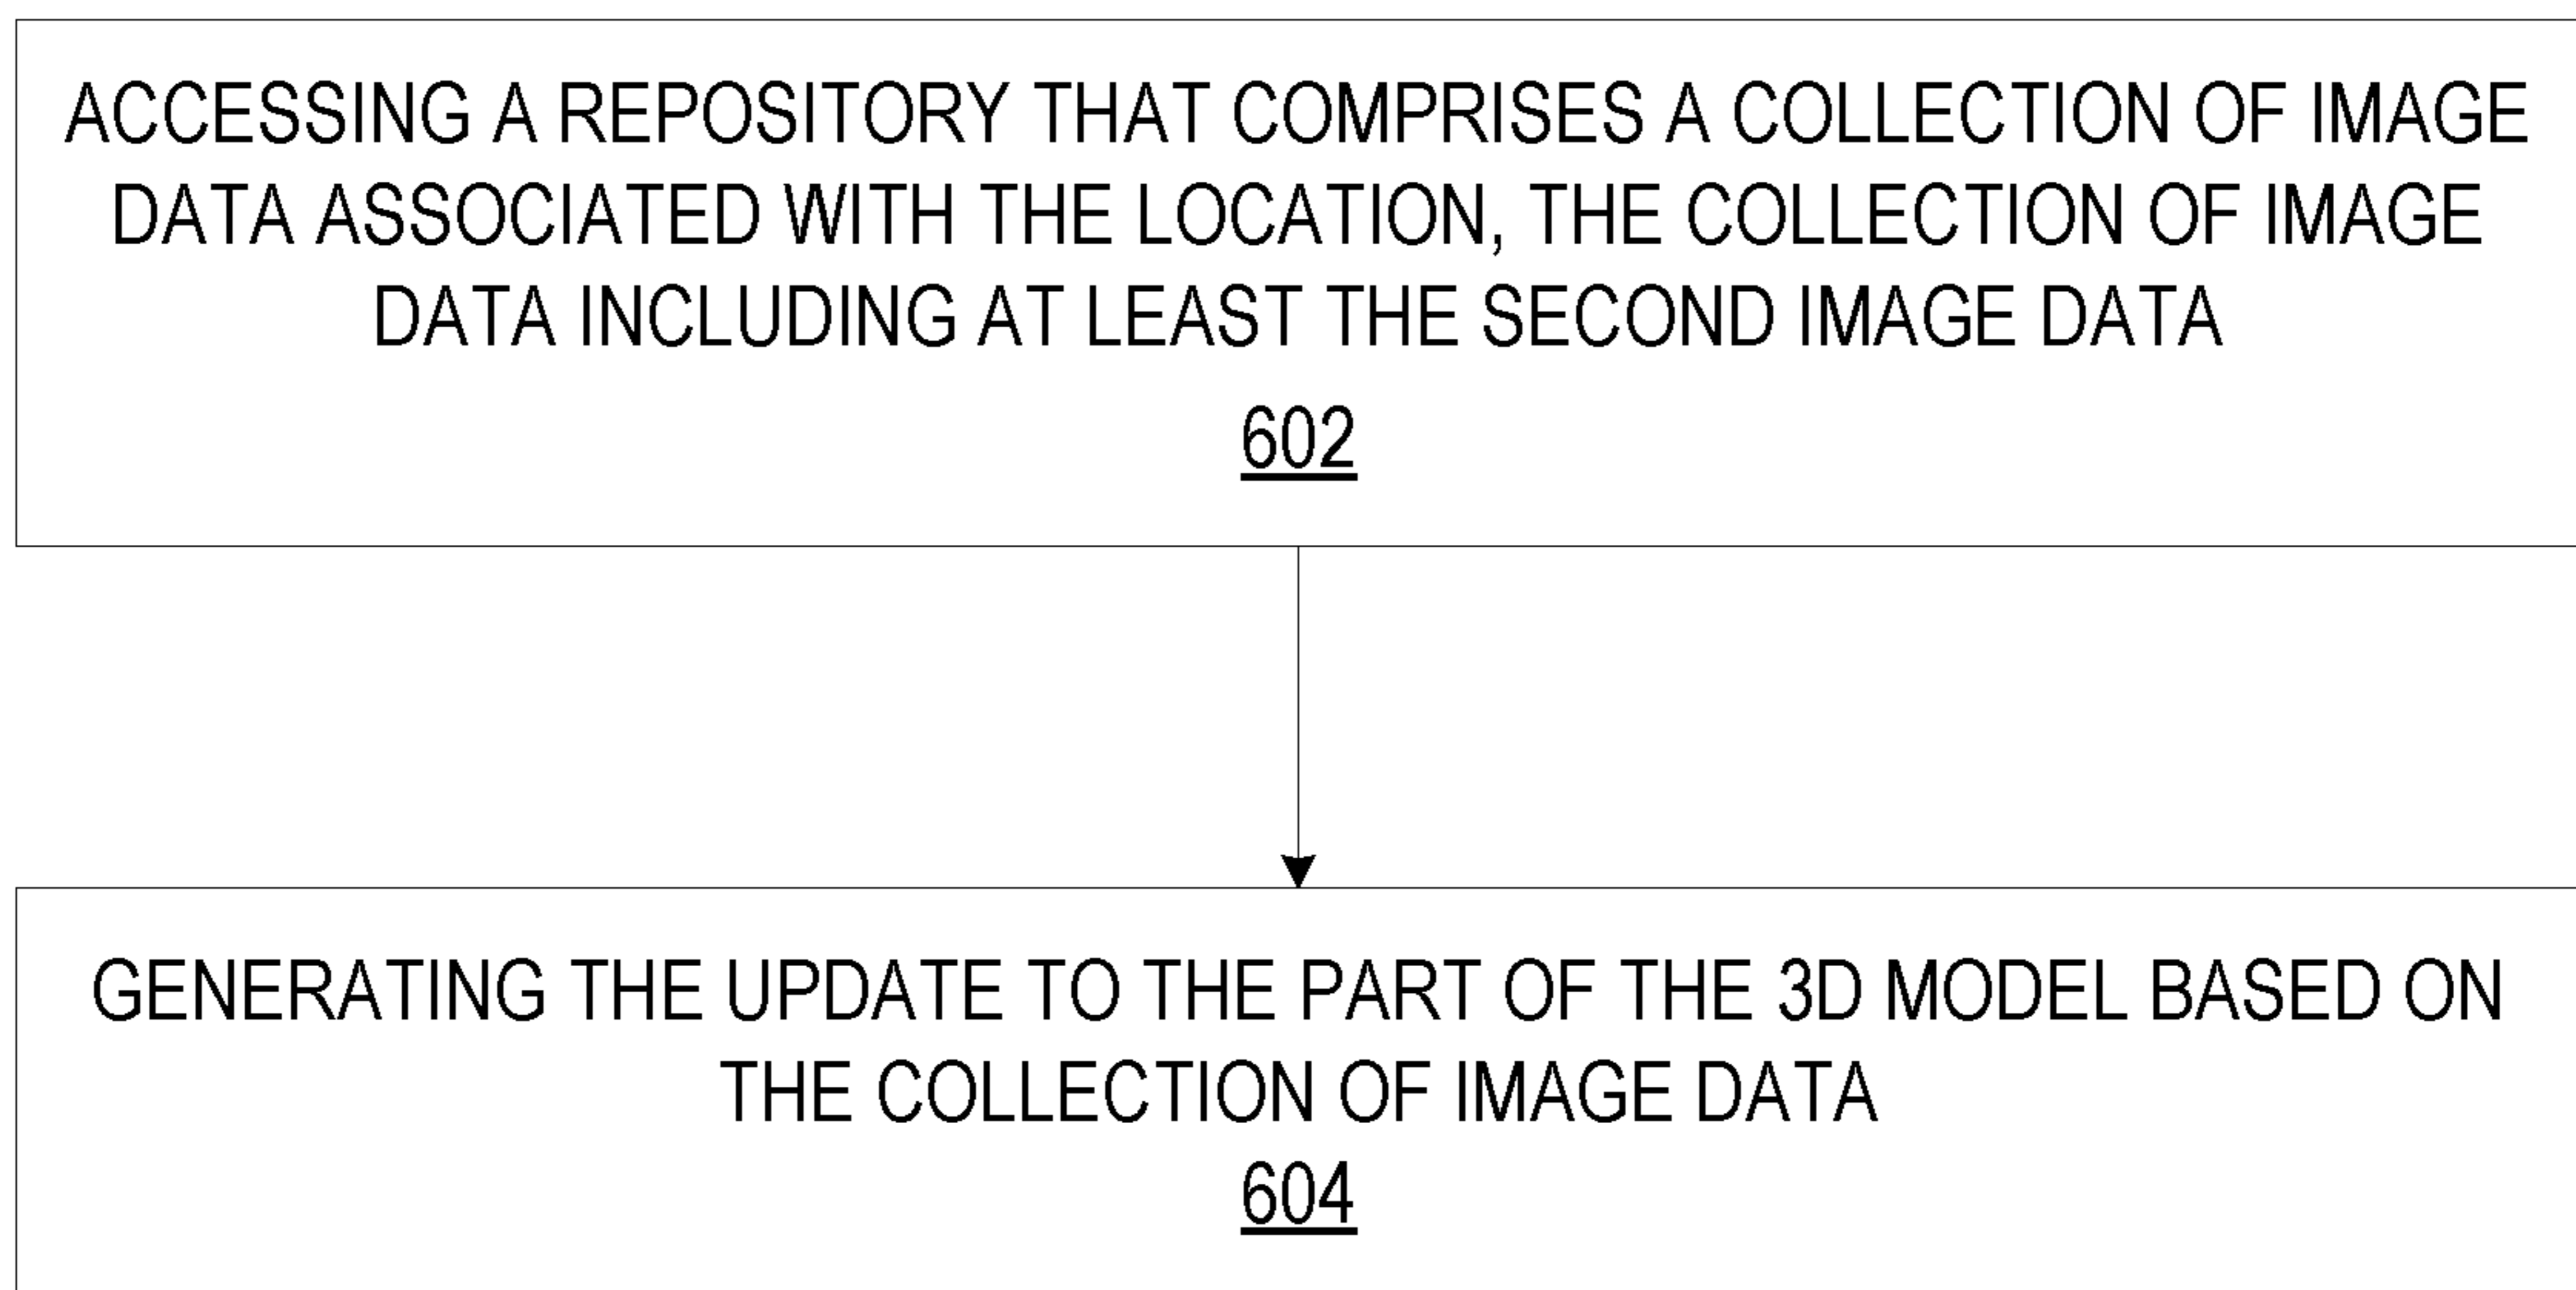 ACCESSING A REPOSITORY THAT COMPRISES A COLLECTION OF IMAGE
DATA ASSOCIATED WITH THE LOCATION, THE COLLECTION OF IMAGE
DATA INCLUDING AT LEAST THE SECOND IMAGE DATA
602
GENERATING THE UPDATE TO THE PART OF THE 3D MODEL BASED ON
THE COLLECTION OF IMAGE DATA
604